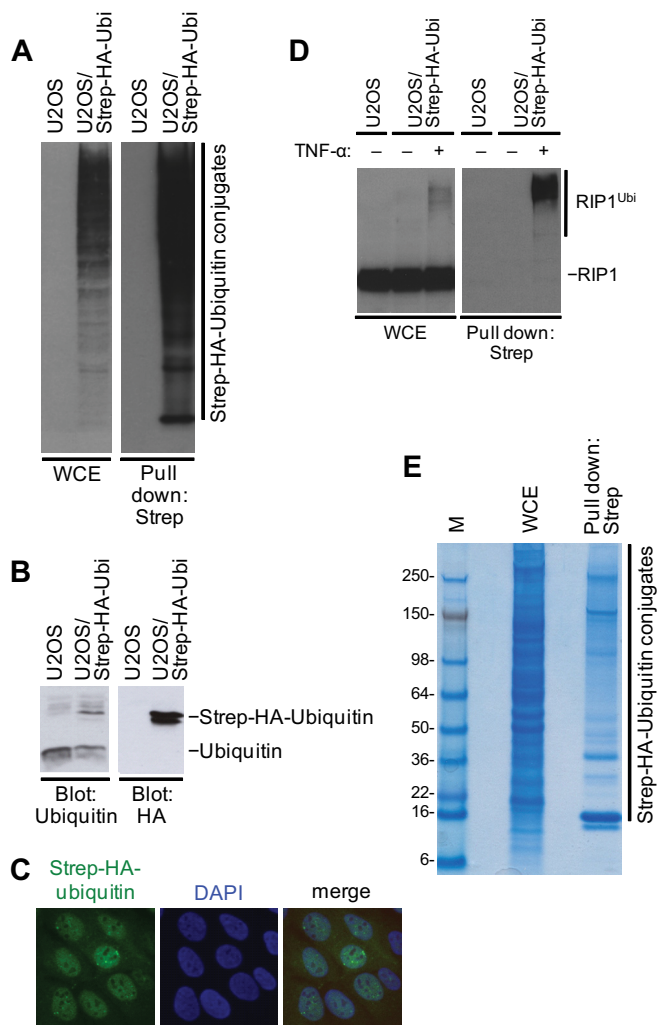 A
U2OS
U2OS/
Strep-HA-Ubi
U2OS
U2OS/
Strep-HA-Ubi
Strep-HA-Ubiquitin conjugates
WCE
Pull
down:
Strep
B
U2OS
U2OS/
Strep-HA-Ubi
U2OS
U2OS/
Strep-HA-Ubi
–Strep-HA-Ubiquitin
–Ubiquitin
Blot:
Ubiquitin
Blot:
HA
C
Strep-HA-
ubiquitin
DAPI
merge
D
U2OS
U2OS/
Strep-HA-Ubi
U2OS
U2OS/
Strep-HA-Ubi
TNF-α: – – + – – +
RIP1Ubi
–RIP1
WCE
Pull down:
Strep
E
M
WCE
Pull down:
Strep
250-
150-
98-
64-
50-
36-
22-
16-
6-
Strep-HA-Ubiquitin conjugates